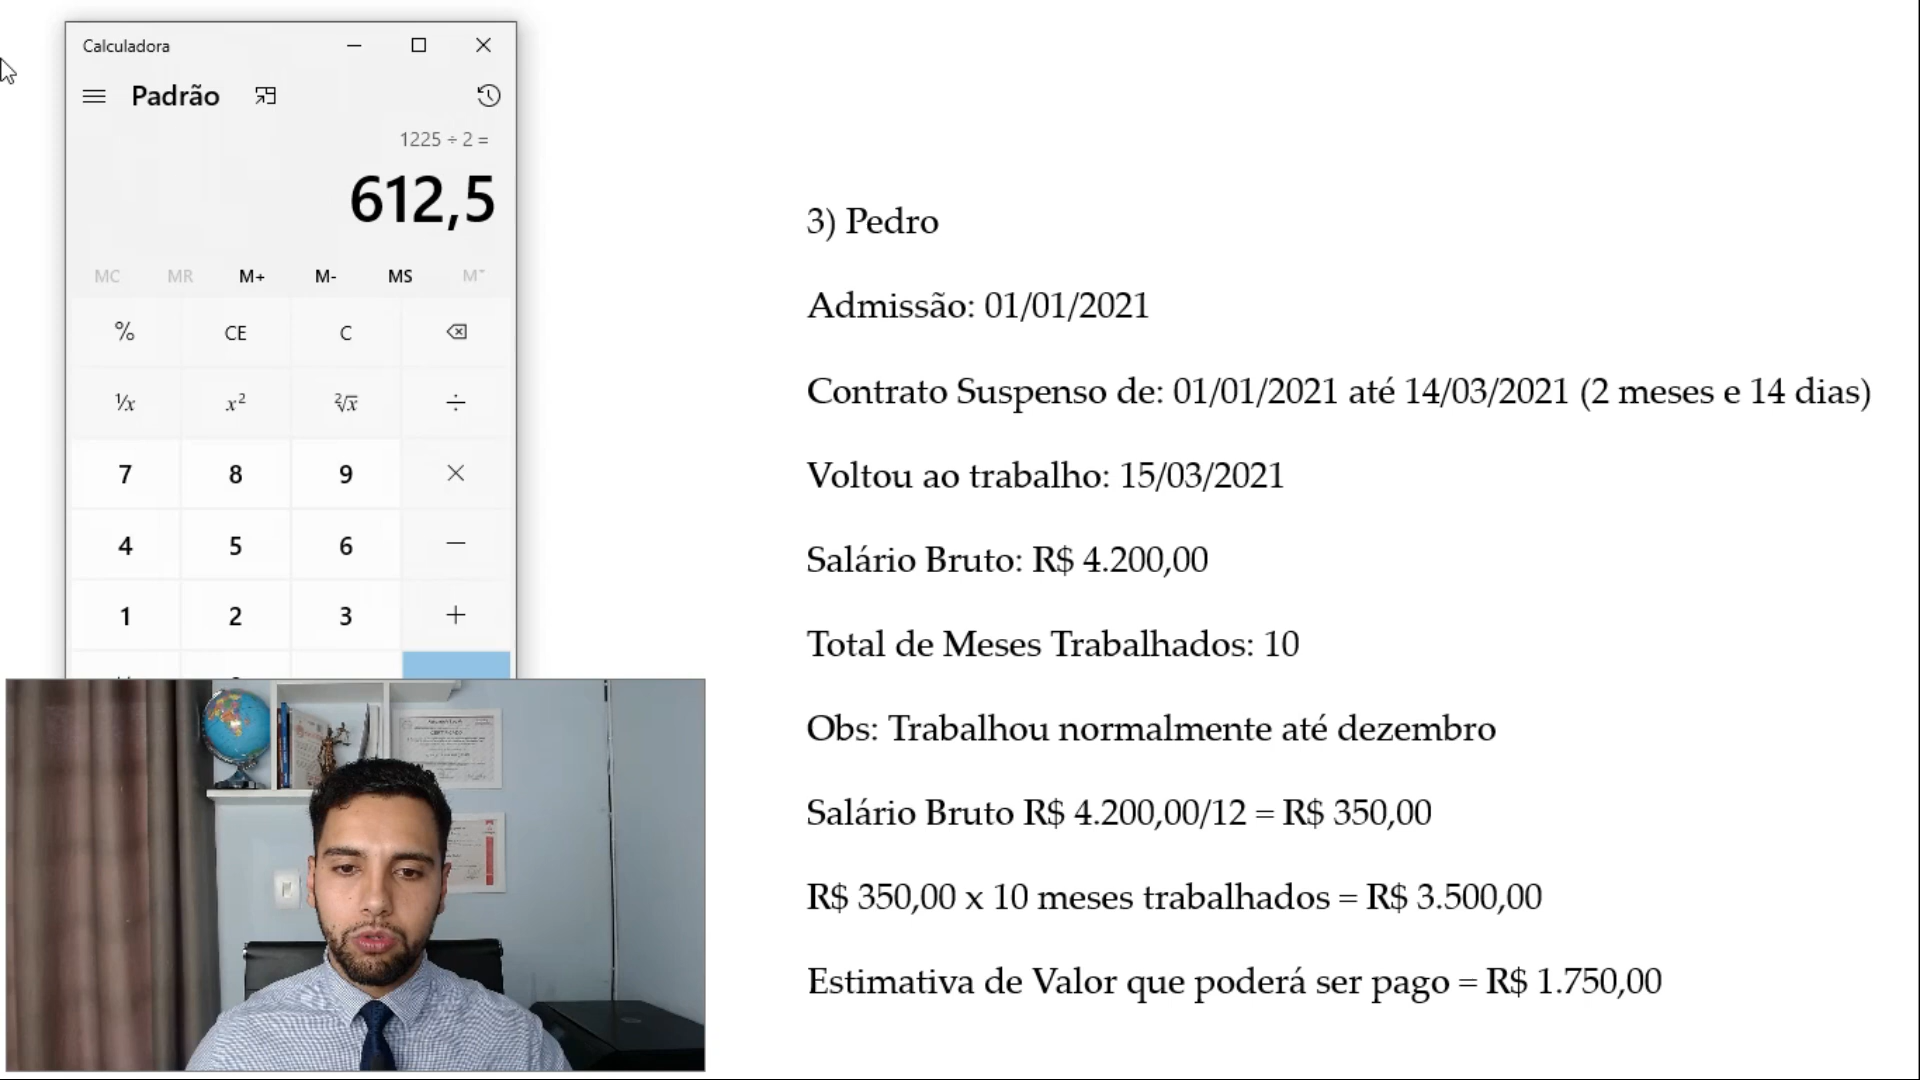 Calculadora
Padrão
1225 ÷ 2 =
612,5
MC MR M+ M- MS M˅
% CE C
¹/x x² ²√x ÷
7 8 9 ×
4 5 6 −
1 2 3 +
3) Pedro
Admissão: 01/01/2021
Contrato Suspenso de: 01/01/2021 até 14/03/2021 (2 meses e 14 dias)
Voltou ao trabalho: 15/03/2021
Salário Bruto: R$ 4.200,00
Total de Meses Trabalhados: 10
Obs: Trabalhou normalmente até dezembro
Salário Bruto R$ 4.200,00/12 = R$ 350,00
R$ 350,00 x 10 meses trabalhados = R$ 3.500,00
Estimativa de Valor que poderá ser pago = R$ 1.750,00